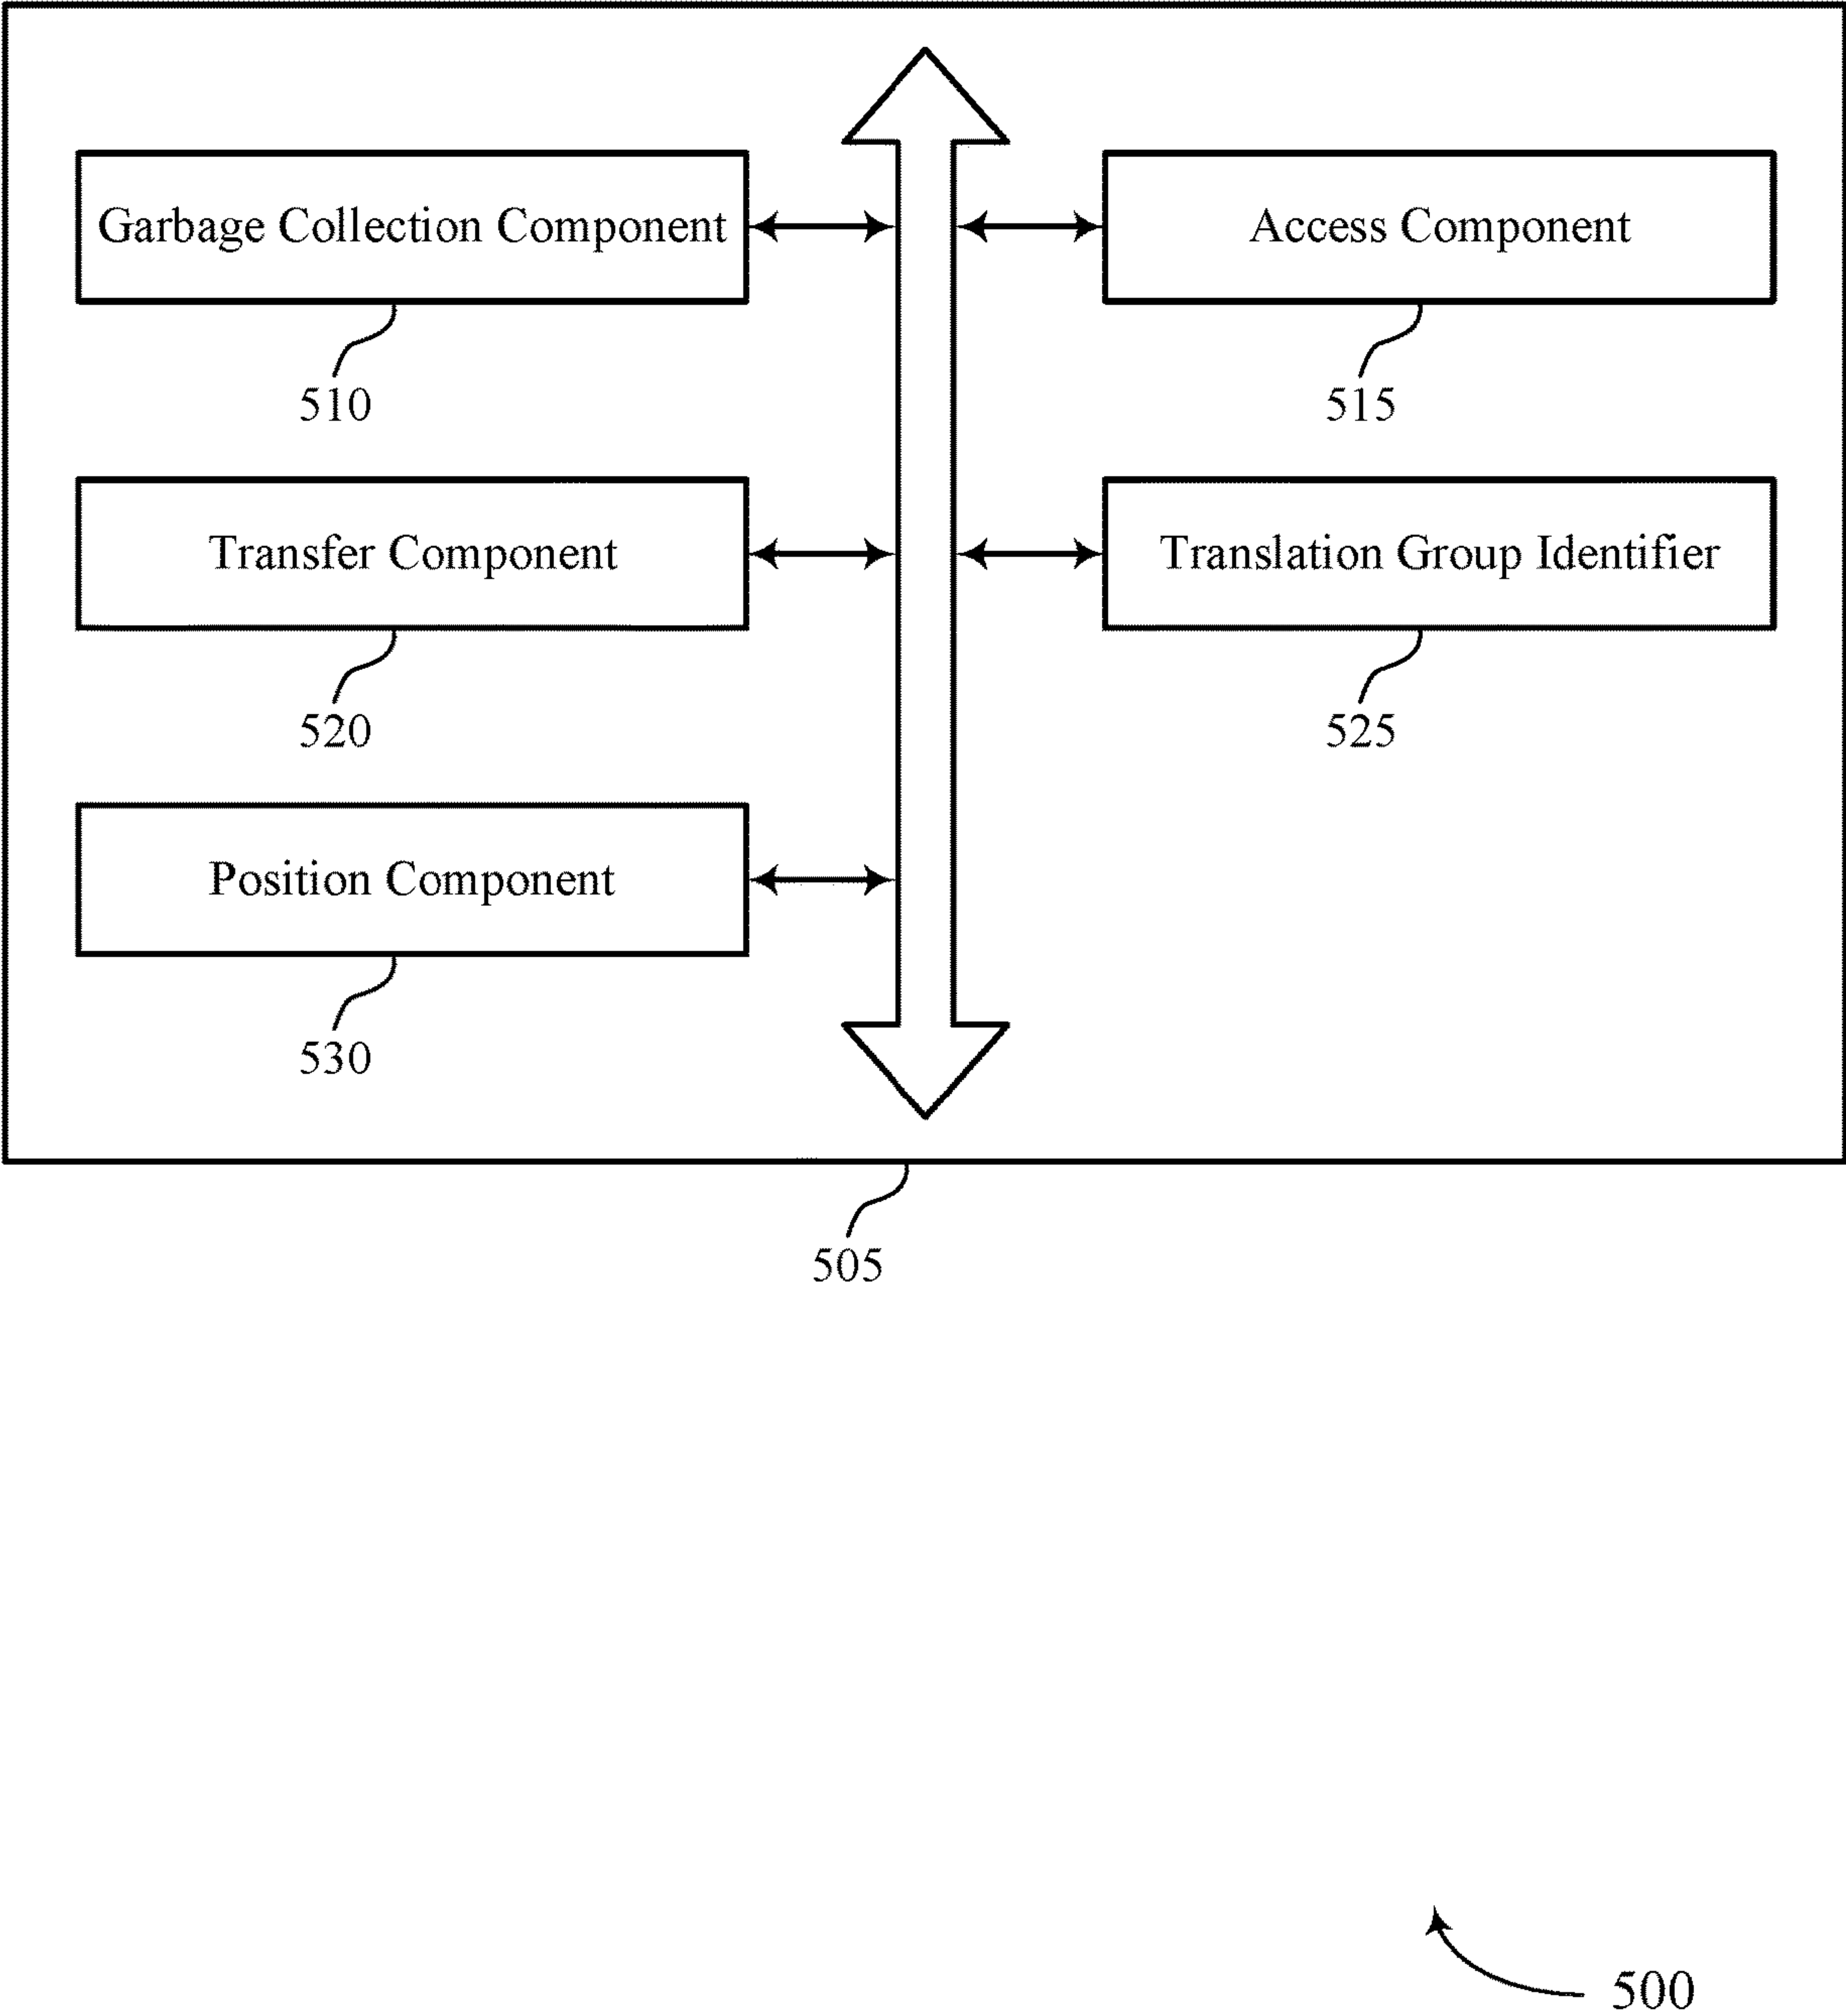 Garbage Collection Component
510
Access Component
515
Transfer Component
520
Translation Group Identifier
525
Position Component
530
505
500